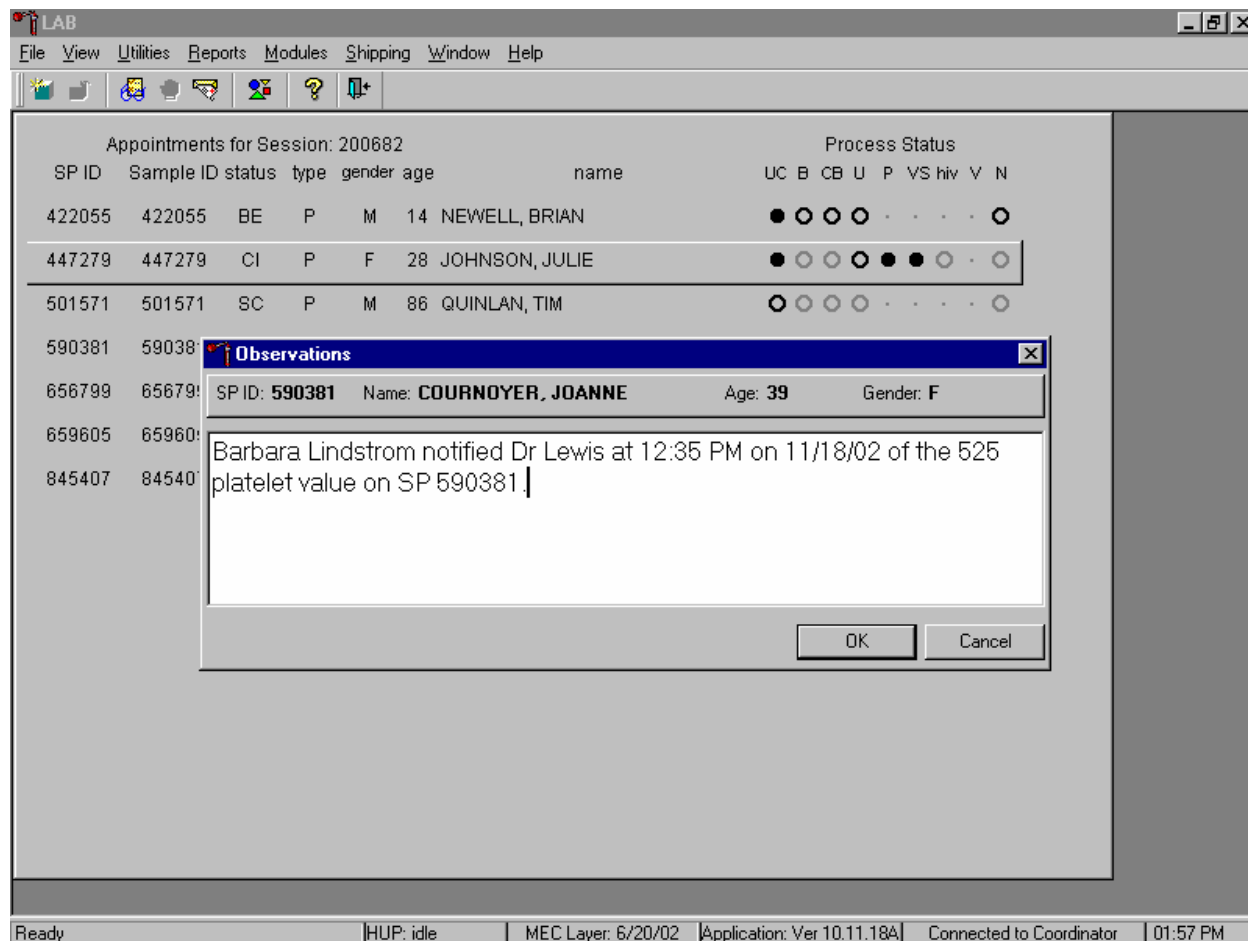 LAB
File View Utilities Reports Modules Shipping Window Help
Appointments for Session: 200682 Process Status
SP ID Sample ID status type gender age name UC B CB U P VS hiv V N
422055 422055 BE P M 14 NEWELL, BRIAN
447279 447279 CI P F 28 JOHNSON, JULIE
501571 501571 SC P M 86 QUINLAN, TIM
590381 59038
Observations
656799 65679
SP ID: 590381 Name: COURNOYER, JOANNE Age: 39 Gender: F
659605 65960
Barbara Lindstrom notified Dr Lewis at 12:35 PM on 11/18/02 of the 525
845407 84540
platelet value on SP 590381.
OK Cancel
Ready HUP: idle MEC Layer: 6/20/02 Application: Ver 10.11.18A Connected to Coordinator 01:57 PM